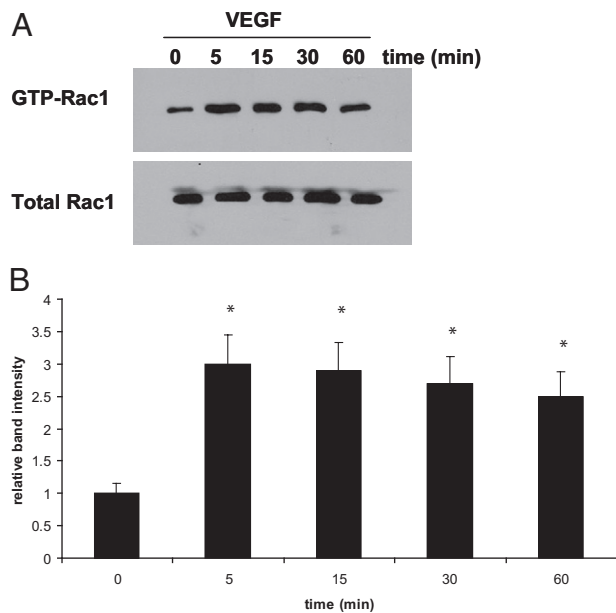 A
VEGF
0 5 15 30 60 time (min)
GTP-Rac1
Total Rac1
B
4
3.5
3
2.5
2
1.5
1
0.5
0
relative band intensity
* * * *
0 5 15 30 60
time (min)